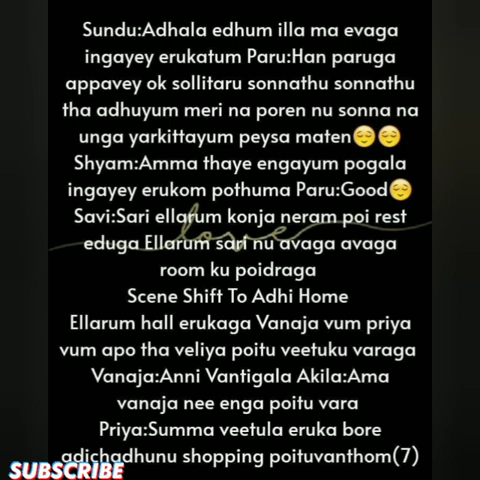 Sundu:Adhala edhum illa ma evaga
ingayey erukatum Paru:Han paruga
appavey ok sollitaru sonnathu sonnathu
tha adhuyum meri na poren nu sonna na
unga yarkittayum peysa maten😌😌
Shyam:Amma thaye engayum pogala
ingayey erukom pothuma Paru:Good😌
Savi:Sari ellarum konja neram poi rest
eduga Ellarum sari nu avaga avaga
love
room ku poidraga
Scene Shift To Adhi Home
Ellarum hall erukaga Vanaja vum priya
vum apo tha veliya poitu veetuku varaga
Vanaja:Anni Vantigala Akila:Ama
vanaja nee enga poitu vara
Priya:Summa veetula eruka bore
adichadhunu shopping poituvanthom(7)
SUBSCRIBE